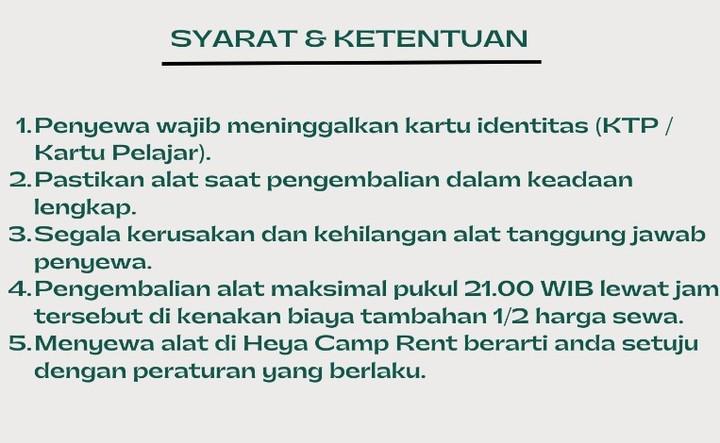 SYARAT & KETENTUAN
1. Penyewa wajib meninggalkan kartu identitas (KTP /
Kartu Pelajar).
2. Pastikan alat saat pengembalian dalam keadaan
lengkap.
3. Segala kerusakan dan kehilangan alat tanggung jawab
penyewa.
4. Pengembalian alat maksimal pukul 21.00 WIB lewat jam
tersebut di kenakan biaya tambahan 1/2 harga sewa.
5. Menyewa alat di Heya Camp Rent berarti anda setuju
dengan peraturan yang berlaku.